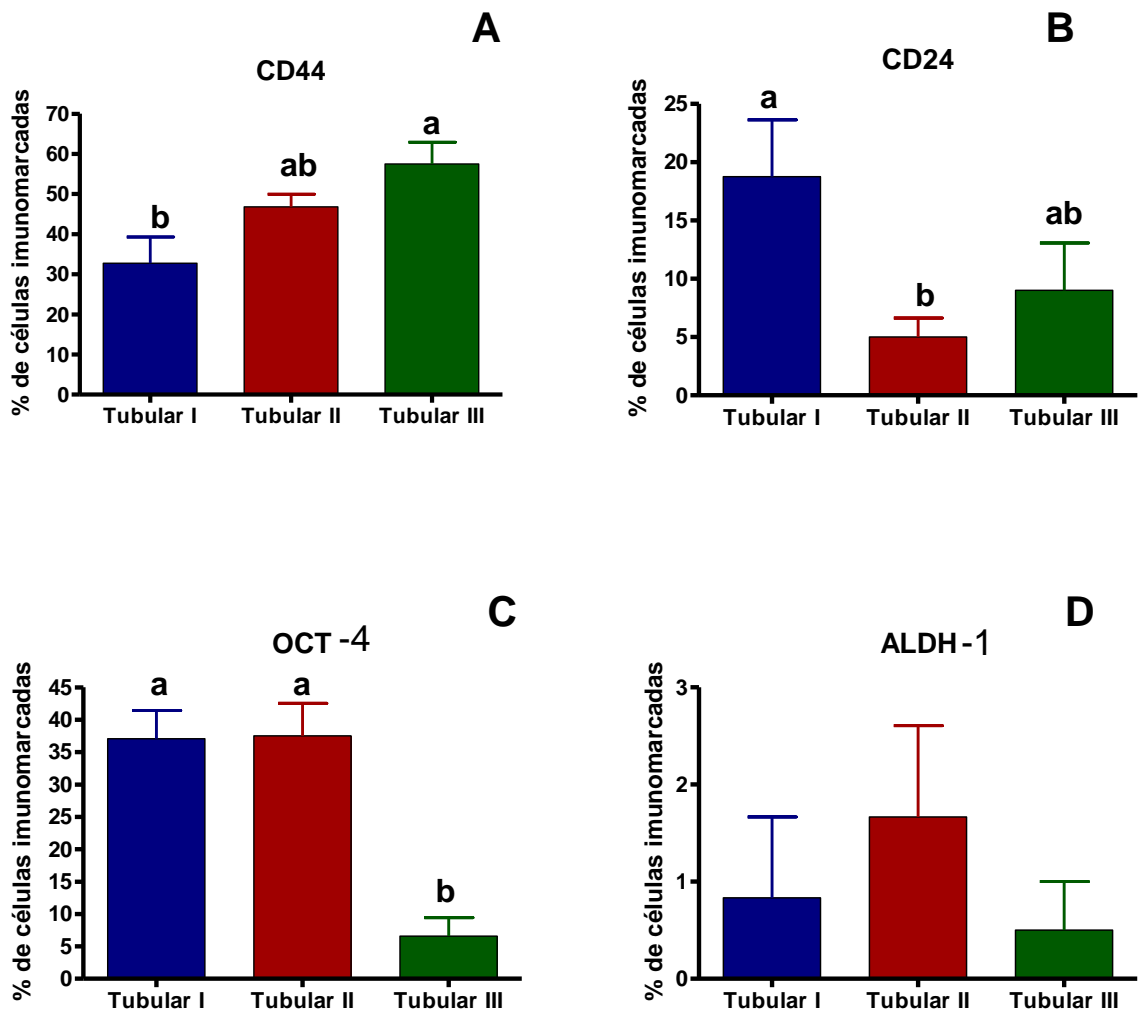 A
CD44
% de células imunomarcadas
70
60
50
40
30
20
10
0
b
ab
a
Tubular I
Tubular II
Tubular III
B
CD24
% de células imunomarcadas
25
20
15
10
5
0
a
b
ab
Tubular I
Tubular II
Tubular III
C
OCT -4
% de células imunomarcadas
45
40
35
30
25
20
15
10
5
0
a
a
b
Tubular I
Tubular II
Tubular III
D
ALDH -1
% de células imunomarcadas
3
2
1
0
Tubular I
Tubular II
Tubular III